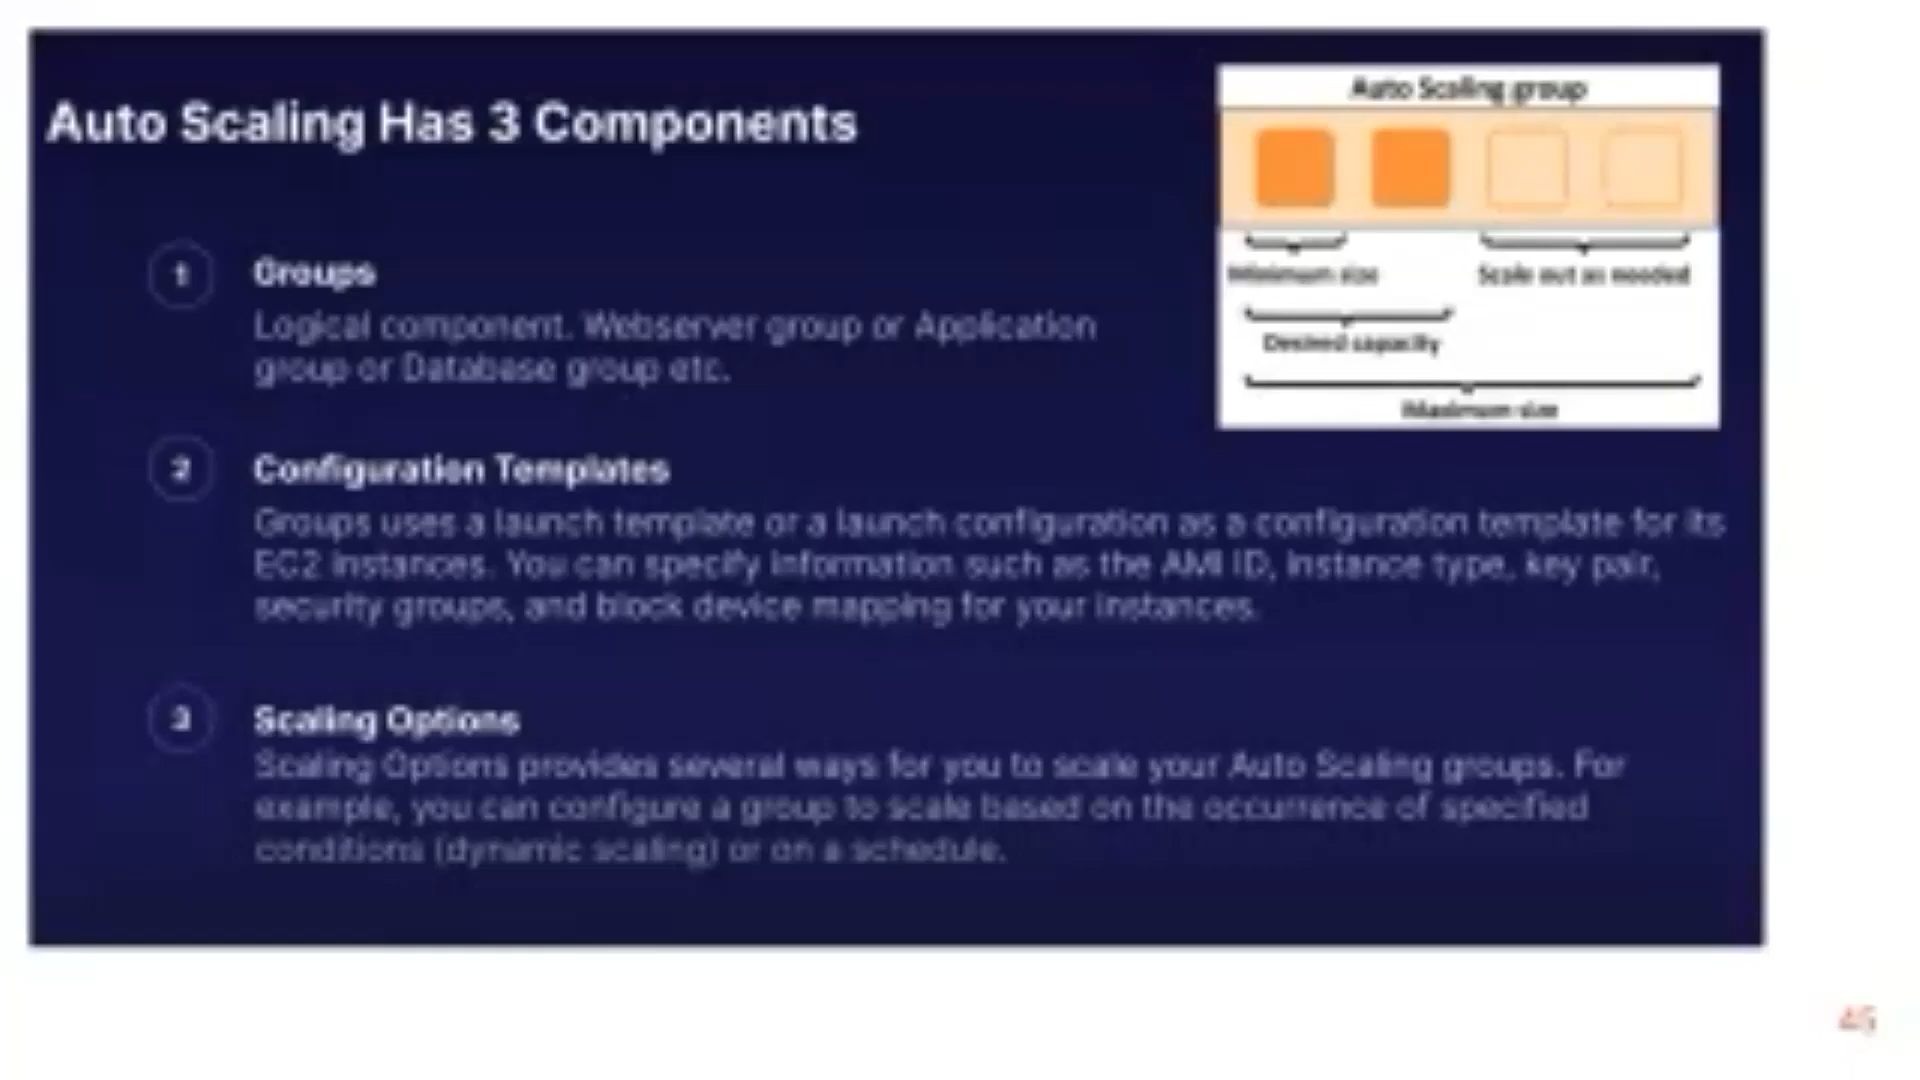 Auto Scaling Has 3 Components
Auto Scaling group
Minimum size
Scale out as needed
Desired capacity
Maximum size
1
Groups
Logical component. Webserver group or Application
group or Database group etc.
2
Configuration Templates
Groups uses a launch template or a launch configuration as a configuration template for its
EC2 instances. You can specify information such as the AMI ID, instance type, key pair,
security groups, and block device mapping for your instances.
3
Scaling Options
Scaling Options provides several ways for you to scale your Auto Scaling groups. For
example, you can configure a group to scale based on the occurrence of specified
conditions (dynamic scaling) or on a schedule.
45